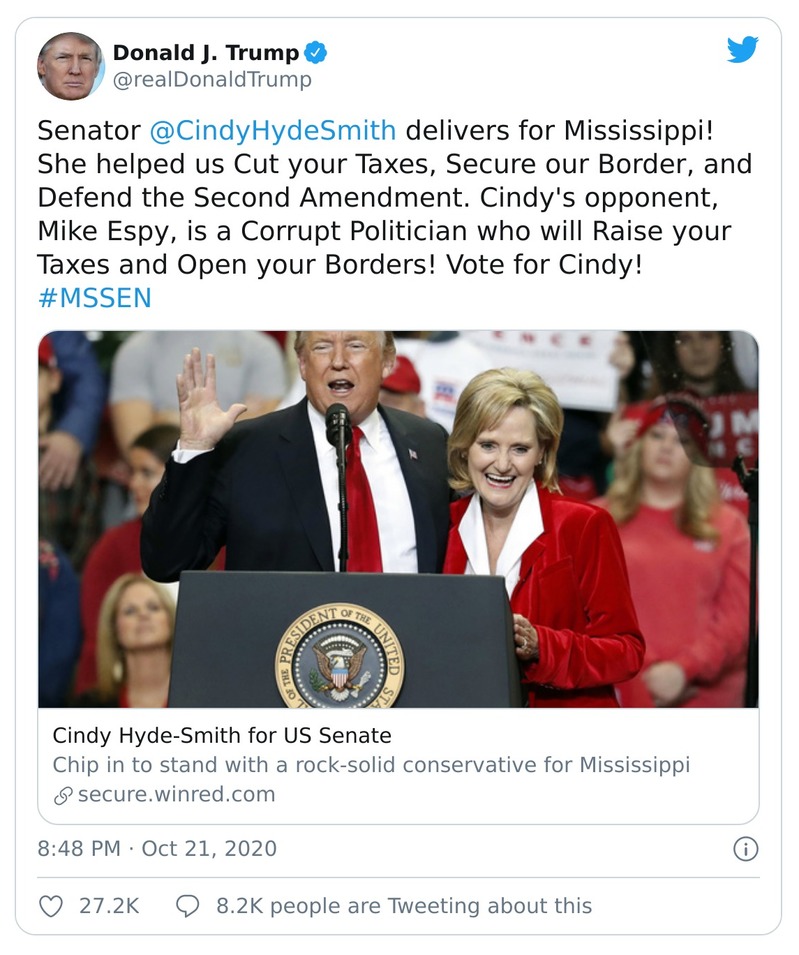 Donald J. Trump
@realDonaldTrump
Senator @CindyHydeSmith delivers for Mississippi!
She helped us Cut your Taxes, Secure our Border, and
Defend the Second Amendment. Cindy's opponent,
Mike Espy, is a Corrupt Politician who will Raise your
Taxes and Open your Borders! Vote for Cindy!
#MSSEN
PRESIDENT OF THE UNITED
Cindy Hyde-Smith for US Senate
Chip in to stand with a rock-solid conservative for Mississippi
secure.winred.com
8:48 PM · Oct 21, 2020
27.2K
8.2K people are Tweeting about this